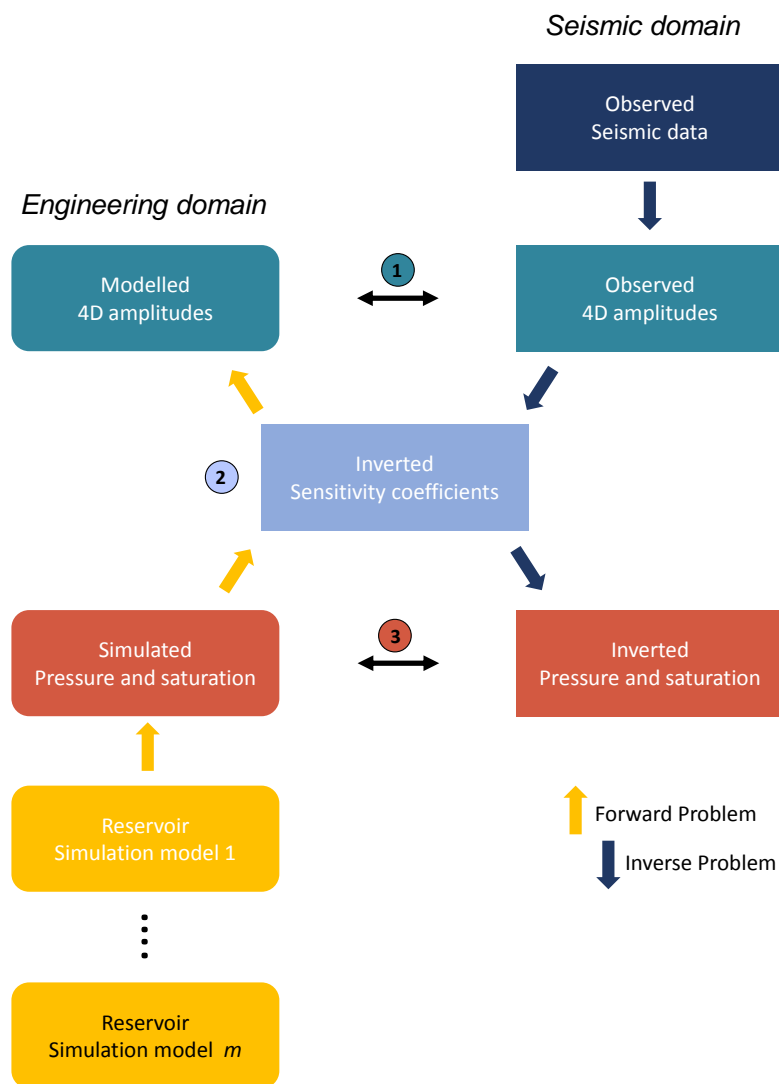 Seismic domain
Observed
Seismic data
Engineering domain
Modelled
4D amplitudes
1
Observed
4D amplitudes
2
Inverted
Sensitivity coefficients
Simulated
Pressure and saturation
3
Inverted
Pressure and saturation
Reservoir
Simulation model 1
Forward Problem
Inverse Problem
Reservoir
Simulation model m